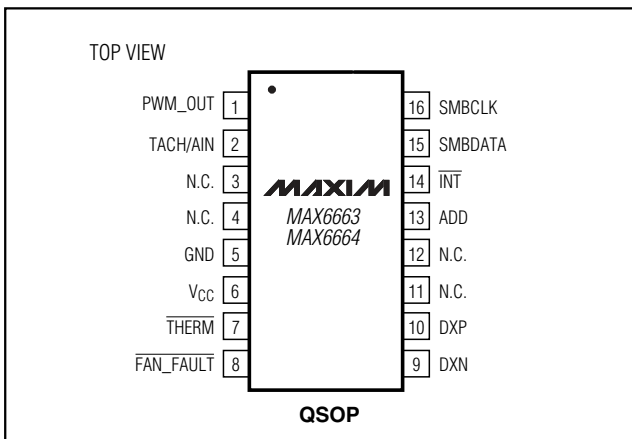 TOP VIEW
PWM_OUT 1
TACH/AIN 2
N.C. 3
N.C. 4
GND 5
VCC 6
THERM 7
FAN_FAULT 8
MAXIM
MAX6663
MAX6664
16 SMBCLK
15 SMBDATA
14 INT
13 ADD
12 N.C.
11 N.C.
10 DXP
9 DXN
QSOP